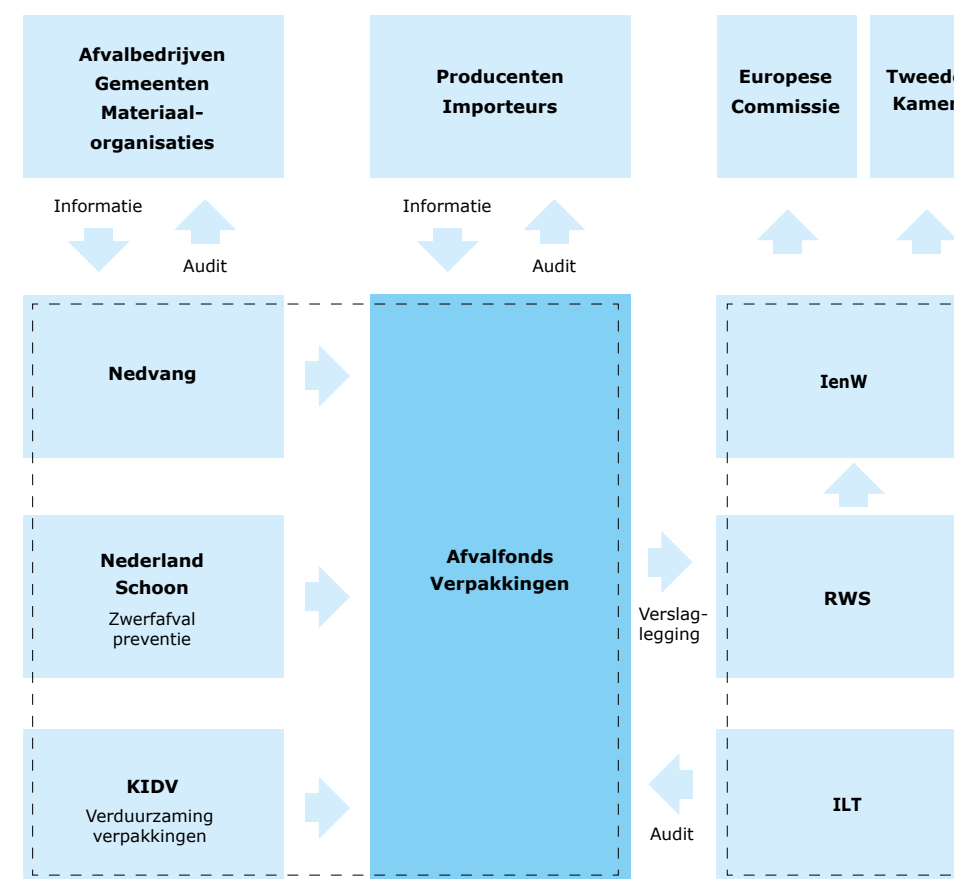 Afvalbedrijven
Gemeenten
Materiaal-
organisaties
Producenten
Importeurs
Europese
Commissie
Kamer
Informatie
Audit
Informatie
Audit
Nedvang
IenW
Nederland
Schoon
Zwerfafval
preventie
Afvalfonds
Verpakkingen
Verslag-
legging
RWS
KIDV
Verduurzaming
verpakkingen
Audit
ILT